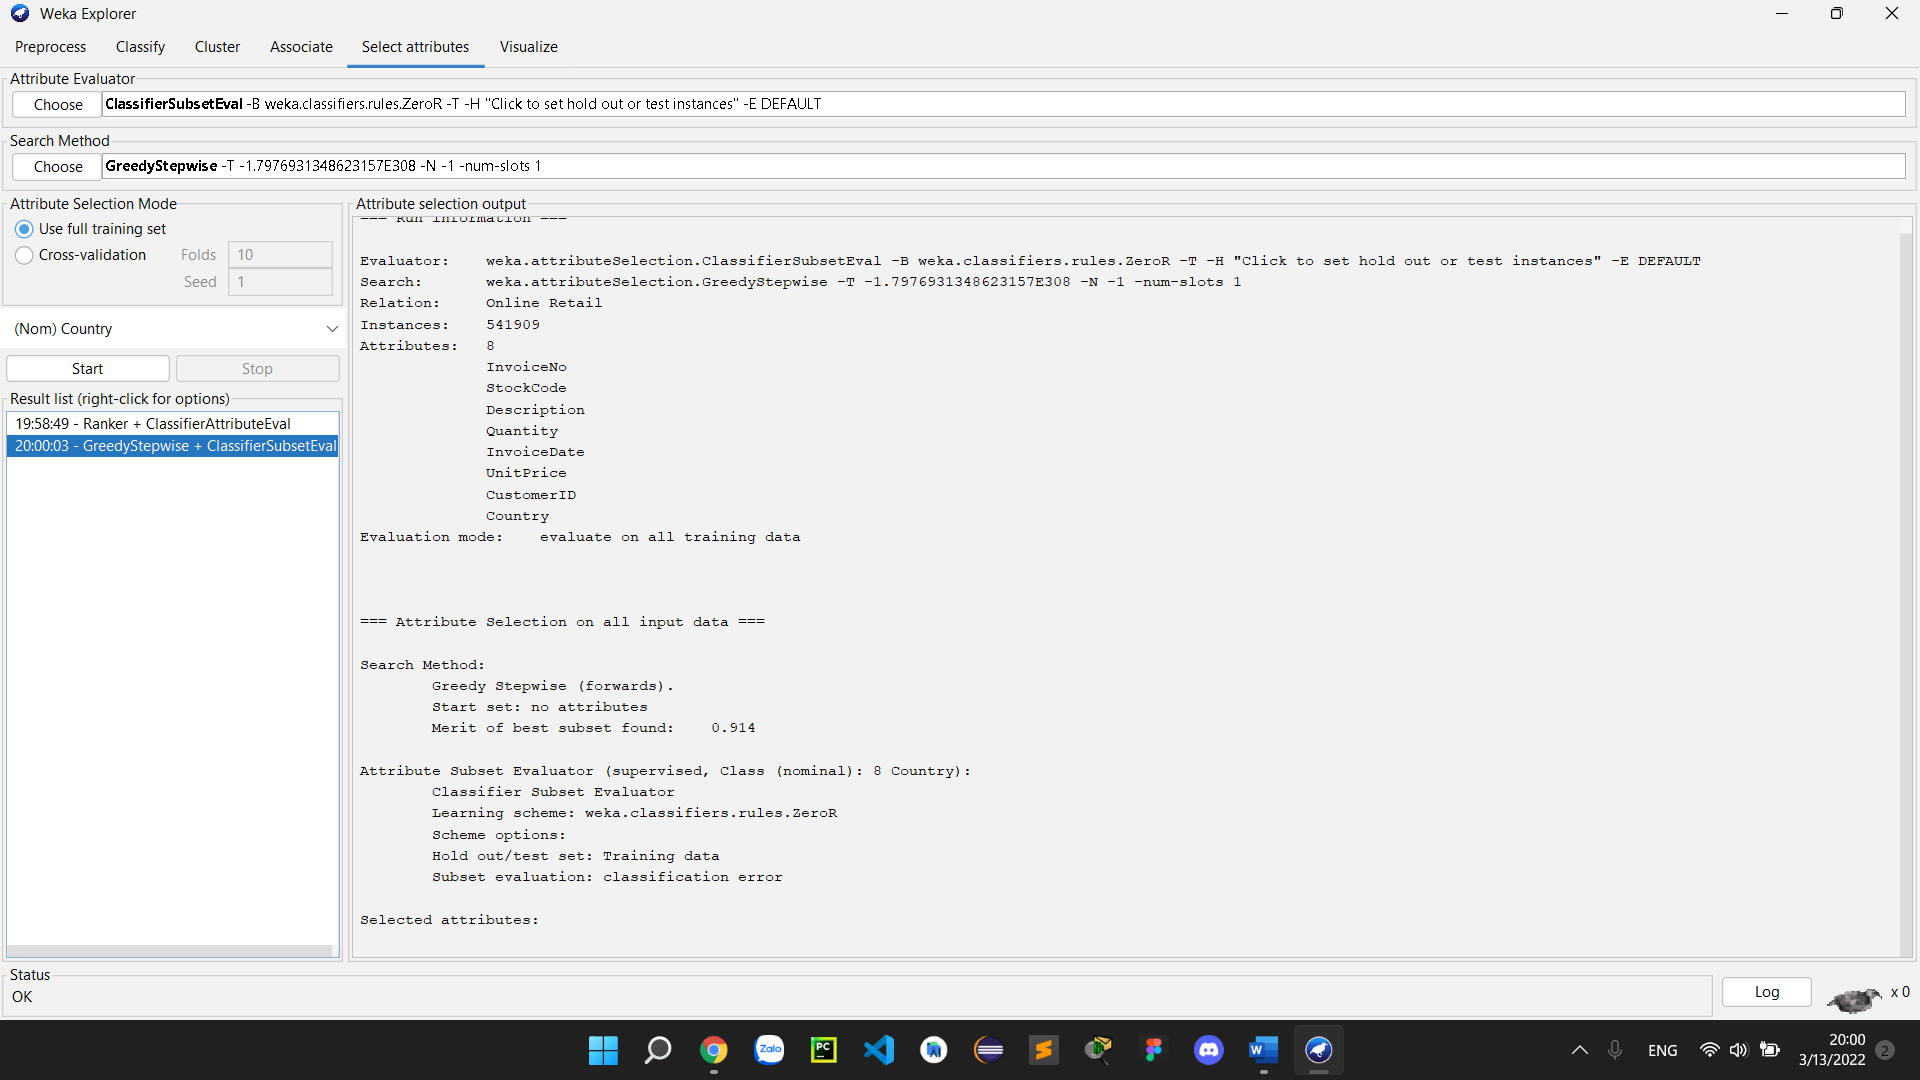 Weka Explorer
Preprocess Classify Cluster Associate Select attributes Visualize
Attribute Evaluator
Choose ClassifierSubsetEval -B weka.classifiers.rules.ZeroR -T -H "Click to set hold out or test instances" -E DEFAULT
Search Method
Choose GreedyStepwise -T -1.7976931348623157E308 -N -1 -num-slots 1
Attribute Selection Mode
Use full training set
Cross-validation Folds 10
Seed 1
(Nom) Country
Start Stop
Result list (right-click for options)
19:58:49 - Ranker + ClassifierAttributeEval
20:00:03 - GreedyStepwise + ClassifierSubsetEval
Attribute selection output
=== Run information ===
Evaluator: weka.attributeSelection.ClassifierSubsetEval -B weka.classifiers.rules.ZeroR -T -H "Click to set hold out or test instances" -E DEFAULT
Search: weka.attributeSelection.GreedyStepwise -T -1.7976931348623157E308 -N -1 -num-slots 1
Relation: Online Retail
Instances: 541909
Attributes: 8
InvoiceNo
StockCode
Description
Quantity
InvoiceDate
UnitPrice
CustomerID
Country
Evaluation mode: evaluate on all training data
=== Attribute Selection on all input data ===
Search Method:
Greedy Stepwise (forwards).
Start set: no attributes
Merit of best subset found: 0.914
Attribute Subset Evaluator (supervised, Class (nominal): 8 Country):
Classifier Subset Evaluator
Learning scheme: weka.classifiers.rules.ZeroR
Scheme options:
Hold out/test set: Training data
Subset evaluation: classification error
Selected attributes:
Status
OK
Log x 0
Zalo
PC
W
ENG
20:00
3/13/2022
2